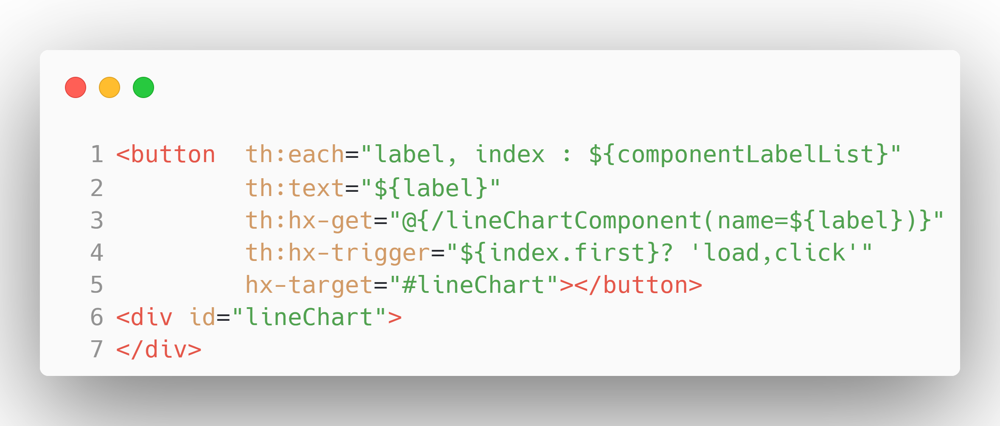 1 <button  th:each="label, index : ${componentLabelList}"
2          th:text="${label}"
3          th:hx-get="@{/lineChartComponent(name=${label})}"
4          th:hx-trigger="${index.first}? 'load,click'"
5          hx-target="#lineChart"></button>
6 <div id="lineChart">
7 </div>